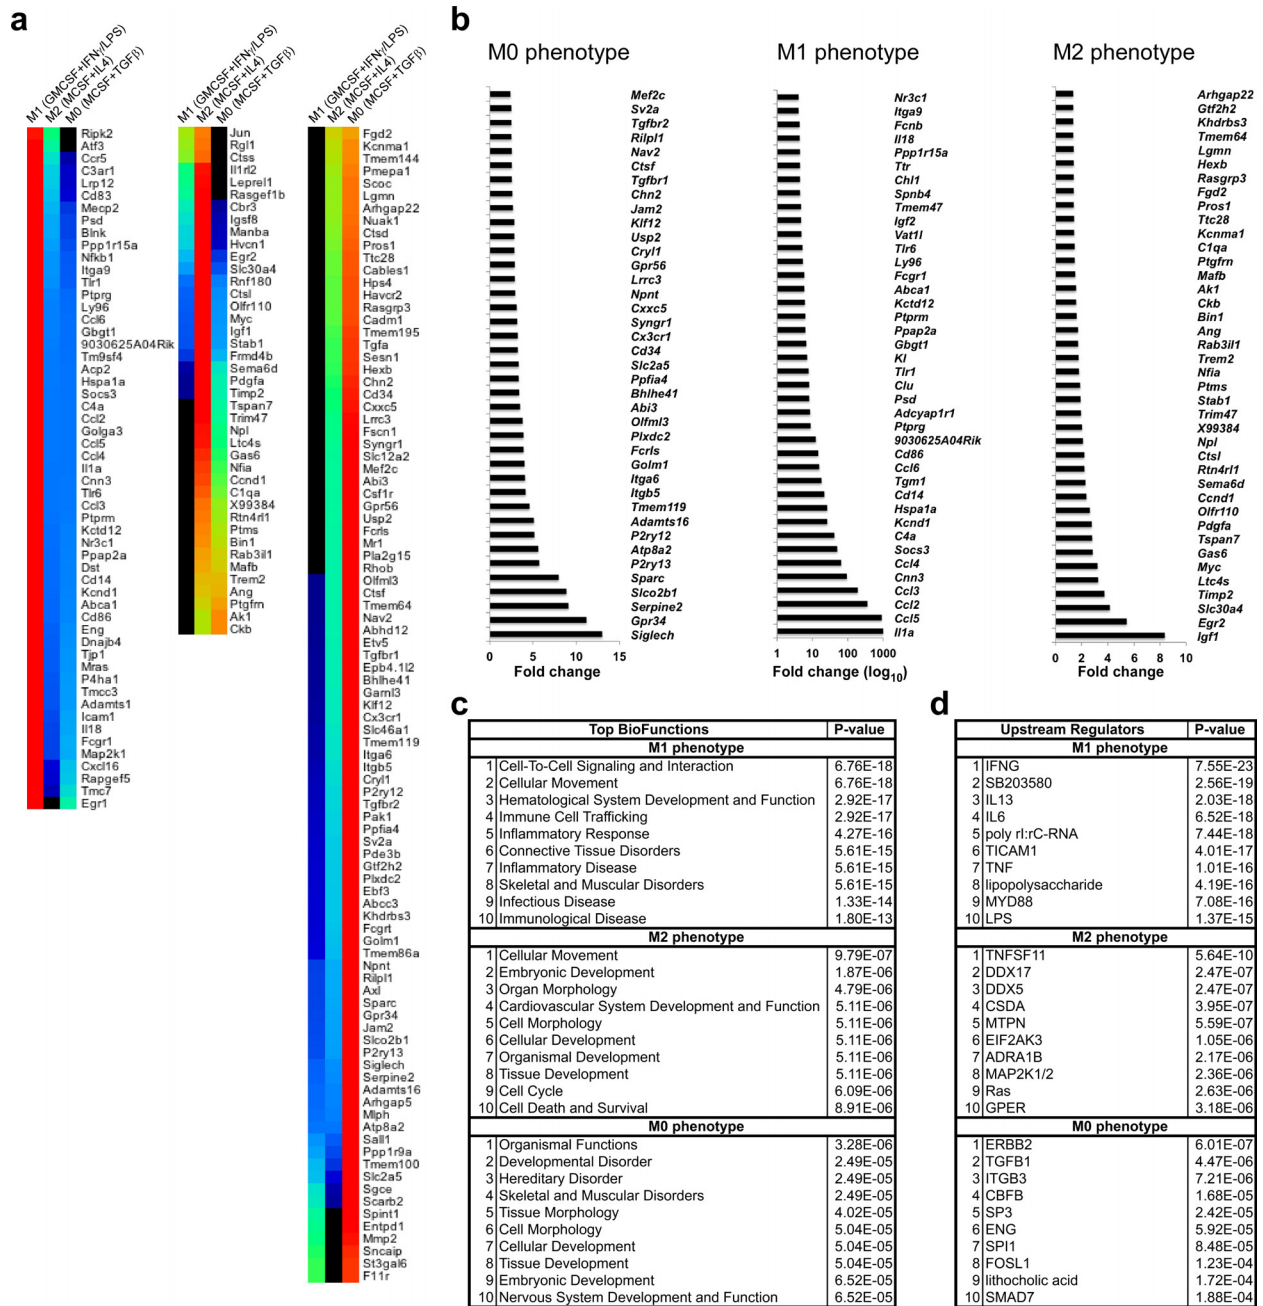 a
M1 (GMCSF+IFNγ/LPS)
M2 (MCSF+IL4)
M0 (MCSF+TGFβ)
Ripk2
Atf3
Ccr5
C3ar1
Lrp12
Cd83
Mecp2
Psd
Blnk
Ppp1r15a
Nfkb1
Itga9
Tlr1
Ptprg
Ly96
Ccl6
Gbgt1
9030625A04Rik
Tm9sf4
Acp2
Hspa1a
Socs3
C4a
Ccl2
Golga3
Ccl5
Ccl4
Il1a
Cnn3
Tlr6
Ccl3
Ptprm
Kctd12
Nr3c1
Ppap2a
Dst
Cd14
Kcnd1
Abca1
Cd86
Eng
Dnajb4
Tjp1
Mras
P4ha1
Tmcc3
Adamts1
Icam1
Il18
Fcgr1
Map2k1
Cxcl16
Rapgef5
Tmc7
Egr1
M1 (GMCSF+IFNγ/LPS)
M2 (MCSF+IL4)
M0 (MCSF+TGFβ)
Jun
Rgl1
Ctss
Il1rl2
Leprel1
Rasgef1b
Cbr3
Igsf8
Manba
Hvcn1
Egr2
Slc30a4
Rnf180
Ctsl
Olfr110
Myc
Igf1
Stab1
Frmd4b
Sema6d
Pdgfa
Timp2
Tspan7
Trim47
Npl
Ltc4s
Gas6
Nfia
Ccnd1
C1qa
X99384
Rtn4rl1
Ptms
Bin1
Rab3il1
Mafb
Trem2
Ang
Ptgfrn
Ak1
Ckb
M1 (GMCSF+IFNγ/LPS)
M2 (MCSF+IL4)
M0 (MCSF+TGFβ)
Fgd2
Kcnma1
Tmem144
Pmepa1
Scoc
Lgmn
Arhgap22
Nuak1
Ctsd
Pros1
Ttc28
Cables1
Hps4
Havcr2
Rasgrp3
Cadm1
Tmem195
Tgfa
Sesn1
Hexb
Chn2
Cd34
Cxxc5
Lrrc3
Fscn1
Syngr1
Slc12a2
Mef2c
Abi3
Csf1r
Gpr56
Usp2
Fcrls
Mr1
Pla2g15
Rhob
Olfml3
Ctsf
Tmem64
Nav2
Abhd12
Etv5
Tgfbr1
Epb4.1l2
Bhlhe41
Garnl3
Klf12
Cx3cr1
Slc46a1
Tmem119
Itga6
Itgb5
Cryl1
P2ry12
Tgfbr2
Pak1
Ppfia4
Sv2a
Pde3b
Gtf2h2
Plxdc2
Ebf3
Abcc3
Khdrbs3
Fcgrt
Golm1
Tmem86a
Npnt
Rilpl1
Axl
Sparc
Gpr34
Jam2
Slco2b1
P2ry13
Siglech
Serpine2
Adamts16
Arhgap5
Mlph
Atp8a2
Sall1
Ppp1r9a
Tmem100
Slc2a5
Sgce
Scarb2
Spint1
Entpd1
Mmp2
Sncaip
St3gal6
F11r
b
M0 phenotype
Mef2c
Sv2a
Tgfbr2
Rilpl1
Nav2
Ctsf
Tgfbr1
Chn2
Jam2
Klf12
Usp2
Cryl1
Gpr56
Lrrc3
Npnt
Cxxc5
Syngr1
Cx3cr1
Cd34
Slc2a5
Ppfia4
Bhlhe41
Abi3
Olfml3
Plxdc2
Fcrls
Golm1
Itga6
Itgb5
Tmem119
Adamts16
P2ry12
Atp8a2
P2ry13
Sparc
Slco2b1
Serpine2
Gpr34
Siglech
0 5 10 15
Fold change
M1 phenotype
Nr3c1
Itga9
Fcnb
Il18
Ppp1r15a
Ttr
Chl1
Spnb4
Tmem47
Igf2
Vat1l
Tlr6
Ly96
Fcgr1
Abca1
Kctd12
Ptprm
Ppap2a
Gbgt1
Kl
Tlr1
Clu
Psd
Adcyap1r1
Ptprg
9030625A04Rik
Cd86
Ccl6
Tgm1
Cd14
Hspa1a
Kcnd1
C4a
Socs3
Ccl4
Cnn3
Ccl3
Ccl2
Ccl5
Il1a
1 10 100 1000
Fold change (log10)
M2 phenotype
Arhgap22
Gtf2h2
Khdrbs3
Tmem64
Lgmn
Hexb
Rasgrp3
Fgd2
Pros1
Ttc28
Kcnma1
C1qa
Ptgfrn
Mafb
Ak1
Ckb
Bin1
Ang
Rab3il1
Trem2
Nfia
Ptms
Stab1
Trim47
X99384
Npl
Ctsl
Rtn4rl1
Sema6d
Ccnd1
Olfr110
Pdgfa
Tspan7
Gas6
Myc
Ltc4s
Timp2
Slc30a4
Egr2
Igf1
0 2 4 6 8 10
Fold change
c
Top BioFunctions P-value
M1 phenotype
1 Cell-To-Cell Signaling and Interaction 6.76E-18
2 Cellular Movement 6.76E-18
3 Hematological System Development and Function 2.92E-17
4 Immune Cell Trafficking 2.92E-17
5 Inflammatory Response 4.27E-16
6 Connective Tissue Disorders 5.61E-15
7 Inflammatory Disease 5.61E-15
8 Skeletal and Muscular Disorders 5.61E-15
9 Infectious Disease 1.33E-14
10 Immunological Disease 1.80E-13
M2 phenotype
1 Cellular Movement 9.79E-07
2 Embryonic Development 1.87E-06
3 Organ Morphology 4.79E-06
4 Cardiovascular System Development and Function 5.11E-06
5 Cell Morphology 5.11E-06
6 Cellular Development 5.11E-06
7 Organismal Development 5.11E-06
8 Tissue Development 5.11E-06
9 Cell Cycle 6.09E-06
10 Cell Death and Survival 8.91E-06
M0 phenotype
1 Organismal Functions 3.28E-06
2 Developmental Disorder 2.49E-05
3 Hereditary Disorder 2.49E-05
4 Skeletal and Muscular Disorders 2.49E-05
5 Tissue Morphology 4.02E-05
6 Cell Morphology 5.04E-05
7 Cellular Development 5.04E-05
8 Tissue Development 5.04E-05
9 Embryonic Development 6.52E-05
10 Nervous System Development and Function 6.52E-05
d
Upstream Regulators P-value
M1 phenotype
1 IFNG 7.55E-23
2 SB203580 2.56E-19
3 IL13 2.03E-18
4 IL6 6.52E-18
5 poly rI:rC-RNA 7.44E-18
6 TICAM1 4.01E-17
7 TNF 1.01E-16
8 lipopolysaccharide 4.19E-16
9 MYD88 7.08E-16
10 LPS 1.37E-15
M2 phenotype
1 TNFSF11 5.64E-10
2 DDX17 2.47E-07
3 DDX5 2.47E-07
4 CSDA 3.95E-07
5 MTPN 5.59E-07
6 EIF2AK3 1.05E-06
7 ADRA1B 2.17E-06
8 MAP2K1/2 2.36E-06
9 Ras 2.63E-06
10 GPER 3.18E-06
M0 phenotype
1 ERBB2 6.01E-07
2 TGFB1 4.47E-06
3 ITGB3 7.21E-06
4 CBFB 1.68E-05
5 SP3 2.42E-05
6 ENG 5.92E-05
7 SPI1 8.48E-05
8 FOSL1 1.23E-04
9 lithocholic acid 1.72E-04
10 SMAD7 1.88E-04